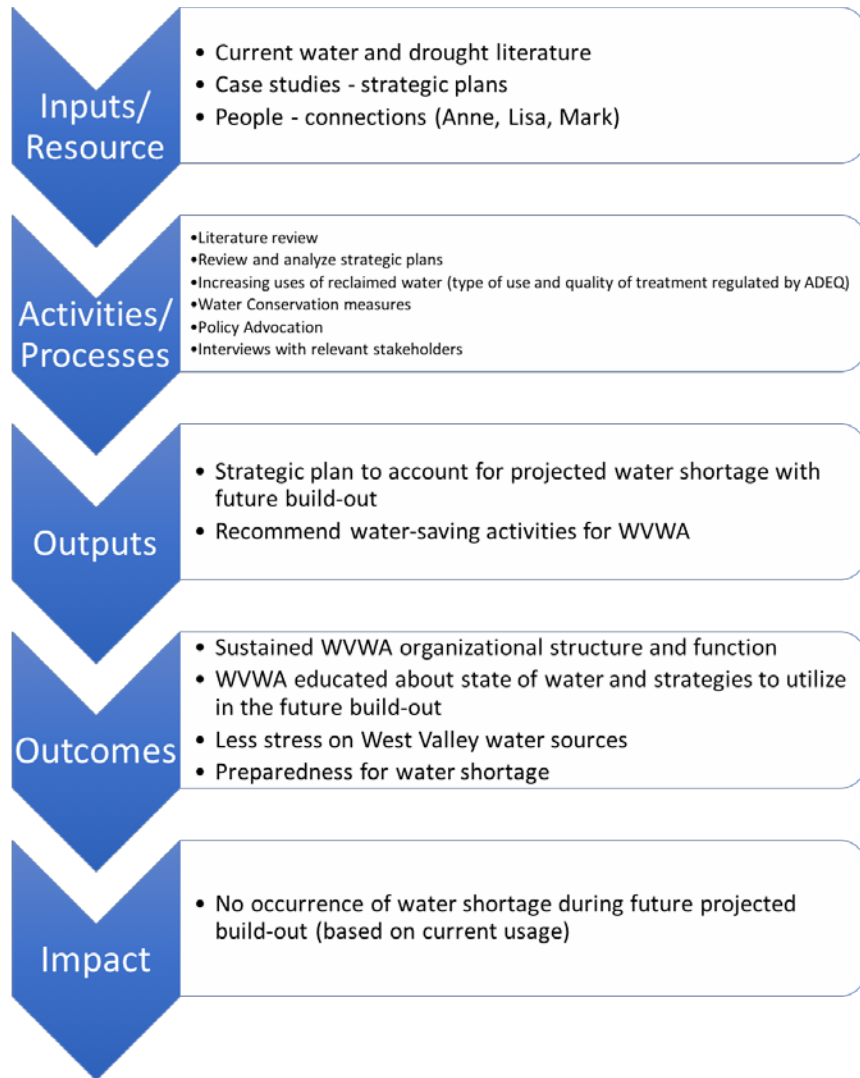 Inputs/
Resource
• Current water and drought literature
• Case studies - strategic plans
• People - connections (Anne, Lisa, Mark)
Activities/
Processes
•Literature review
•Review and analyze strategic plans
•Increasing uses of reclaimed water (type of use and quality of treatment regulated by ADEQ)
•Water Conservation measures
•Policy Advocation
•Interviews with relevant stakeholders
Outputs
• Strategic plan to account for projected water shortage with
future build-out
• Recommend water-saving activities for WVWA
Outcomes
• Sustained WVWA organizational structure and function
• WVWA educated about state of water and strategies to utilize
in the future build-out
• Less stress on West Valley water sources
• Preparedness for water shortage
Impact
• No occurrence of water shortage during future projected
build-out (based on current usage)